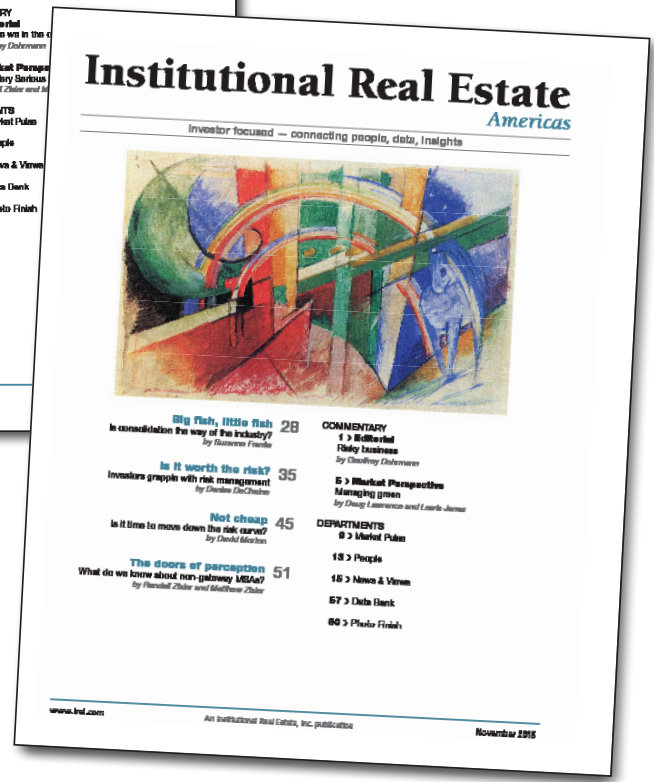 RY
Institutional Real Estate
Americas
Investor focused — connecting people, data, insights
Big fish, little fish 28
Is consolidation the way of the industry?
by
Is it worth the risk? 35
Investors grapple with risk management
by Denise DeChaine
Not cheap 45
Is it time to move down the risk curve?
by David Morton
The doors of perception 51
What do we know about non-gateway MSAs?
by Randall Zisler and Matthew Zisler
COMMENTARY
1 > Editorial
Risky business
by Geoffrey Dohrmann
5 > Market Perspective
Managing green
by Doug Lawrence and
DEPARTMENTS
9 > Market Pulse
13 > People
15 > News & Views
57 > Data Bank
60 > Photo Finish
www.irei.com
An Institutional Real Estate, Inc. publication
November 2015